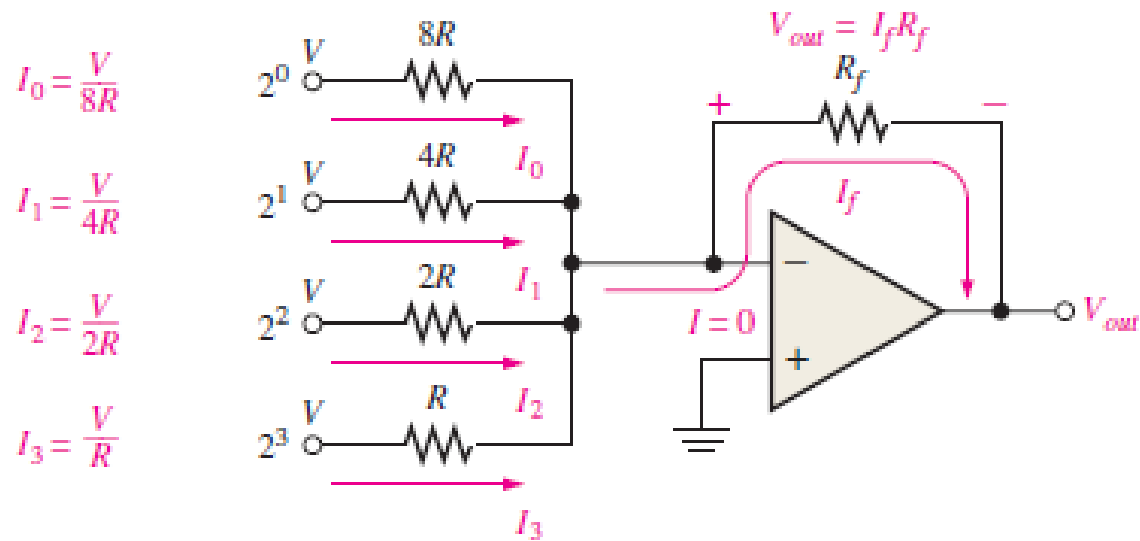 V_out = I_f R_f
I_0 = V/8R
2^0
V
8R
I_0
R_f
+
−
I_f
I_1 = V/4R
2^1
V
4R
I_1
−
I_2 = V/2R
2^2
V
2R
I_2
I = 0
+
V_out
I_3 = V/R
2^3
V
R
I_3